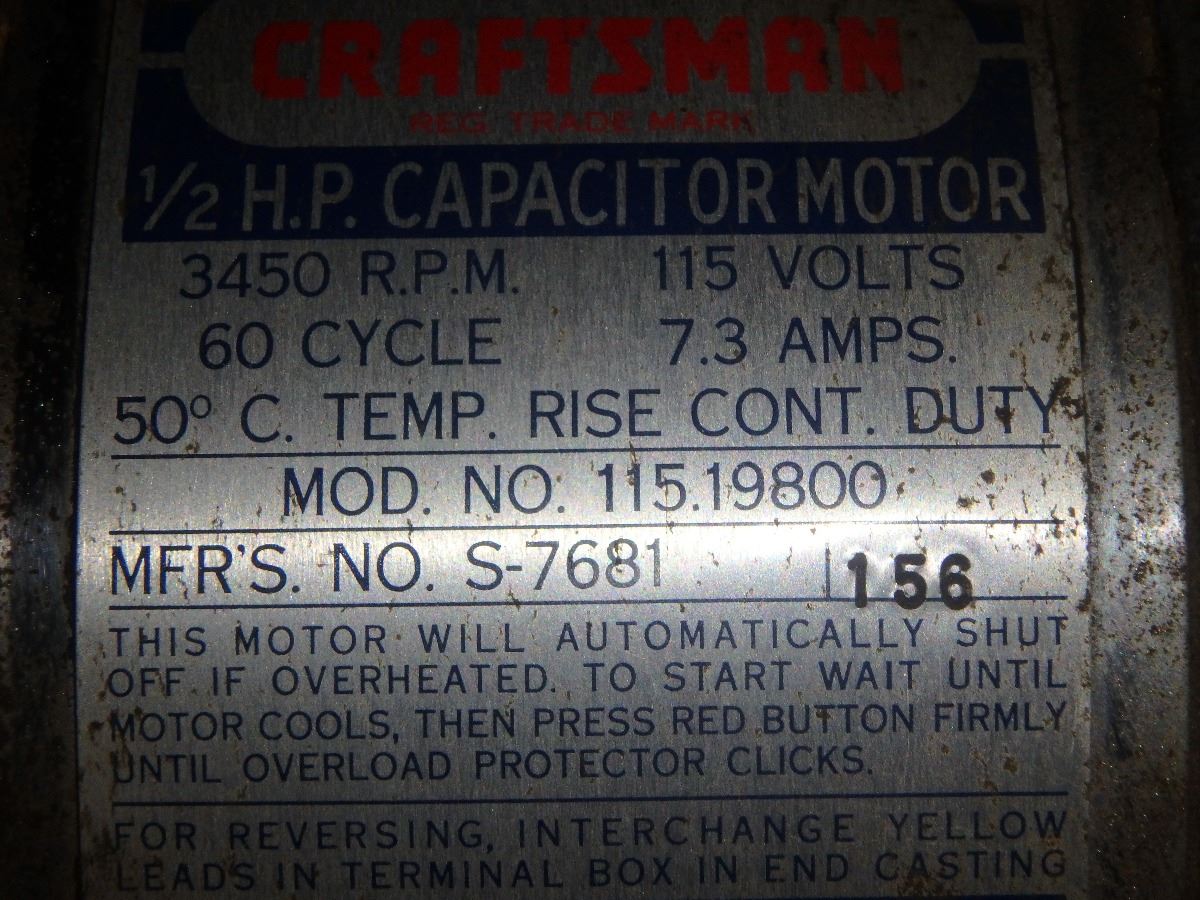 CRAFTSMAN
REG. TRADE MARK
1/2 H.P. CAPACITOR MOTOR
3450 R.P.M. 115 VOLTS
60 CYCLE 7.3 AMPS.
50º C. TEMP. RISE CONT. DUTY
MOD. NO. 115.19800
MFR'S. NO. S-7681 156
THIS MOTOR WILL AUTOMATICALLY SHUT
OFF IF OVERHEATED. TO START WAIT UNTIL
MOTOR COOLS, THEN PRESS RED BUTTON FIRMLY
UNTIL OVERLOAD PROTECTOR CLICKS.
FOR REVERSING, INTERCHANGE YELLOW
LEADS IN TERMINAL BOX IN END CASTING